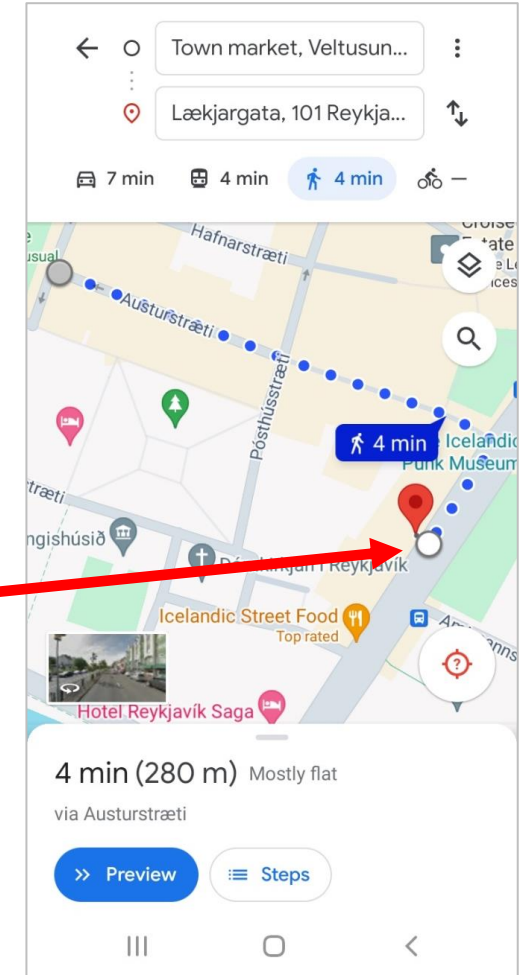 Town market, Veltusun...
Lækjargata, 101 Reykja...
7 min
4 min
4 min
—
Hafnarstræti
usual
Austurstræti
Pósthússtræti
4 min
Icelandic
Punk Museum
træti
ngishúsið
Reykjavík
Icelandic Street Food
Top rated
Hotel Reykjavík Saga
4 min (280 m) Mostly flat
via Austurstræti
Preview
Steps